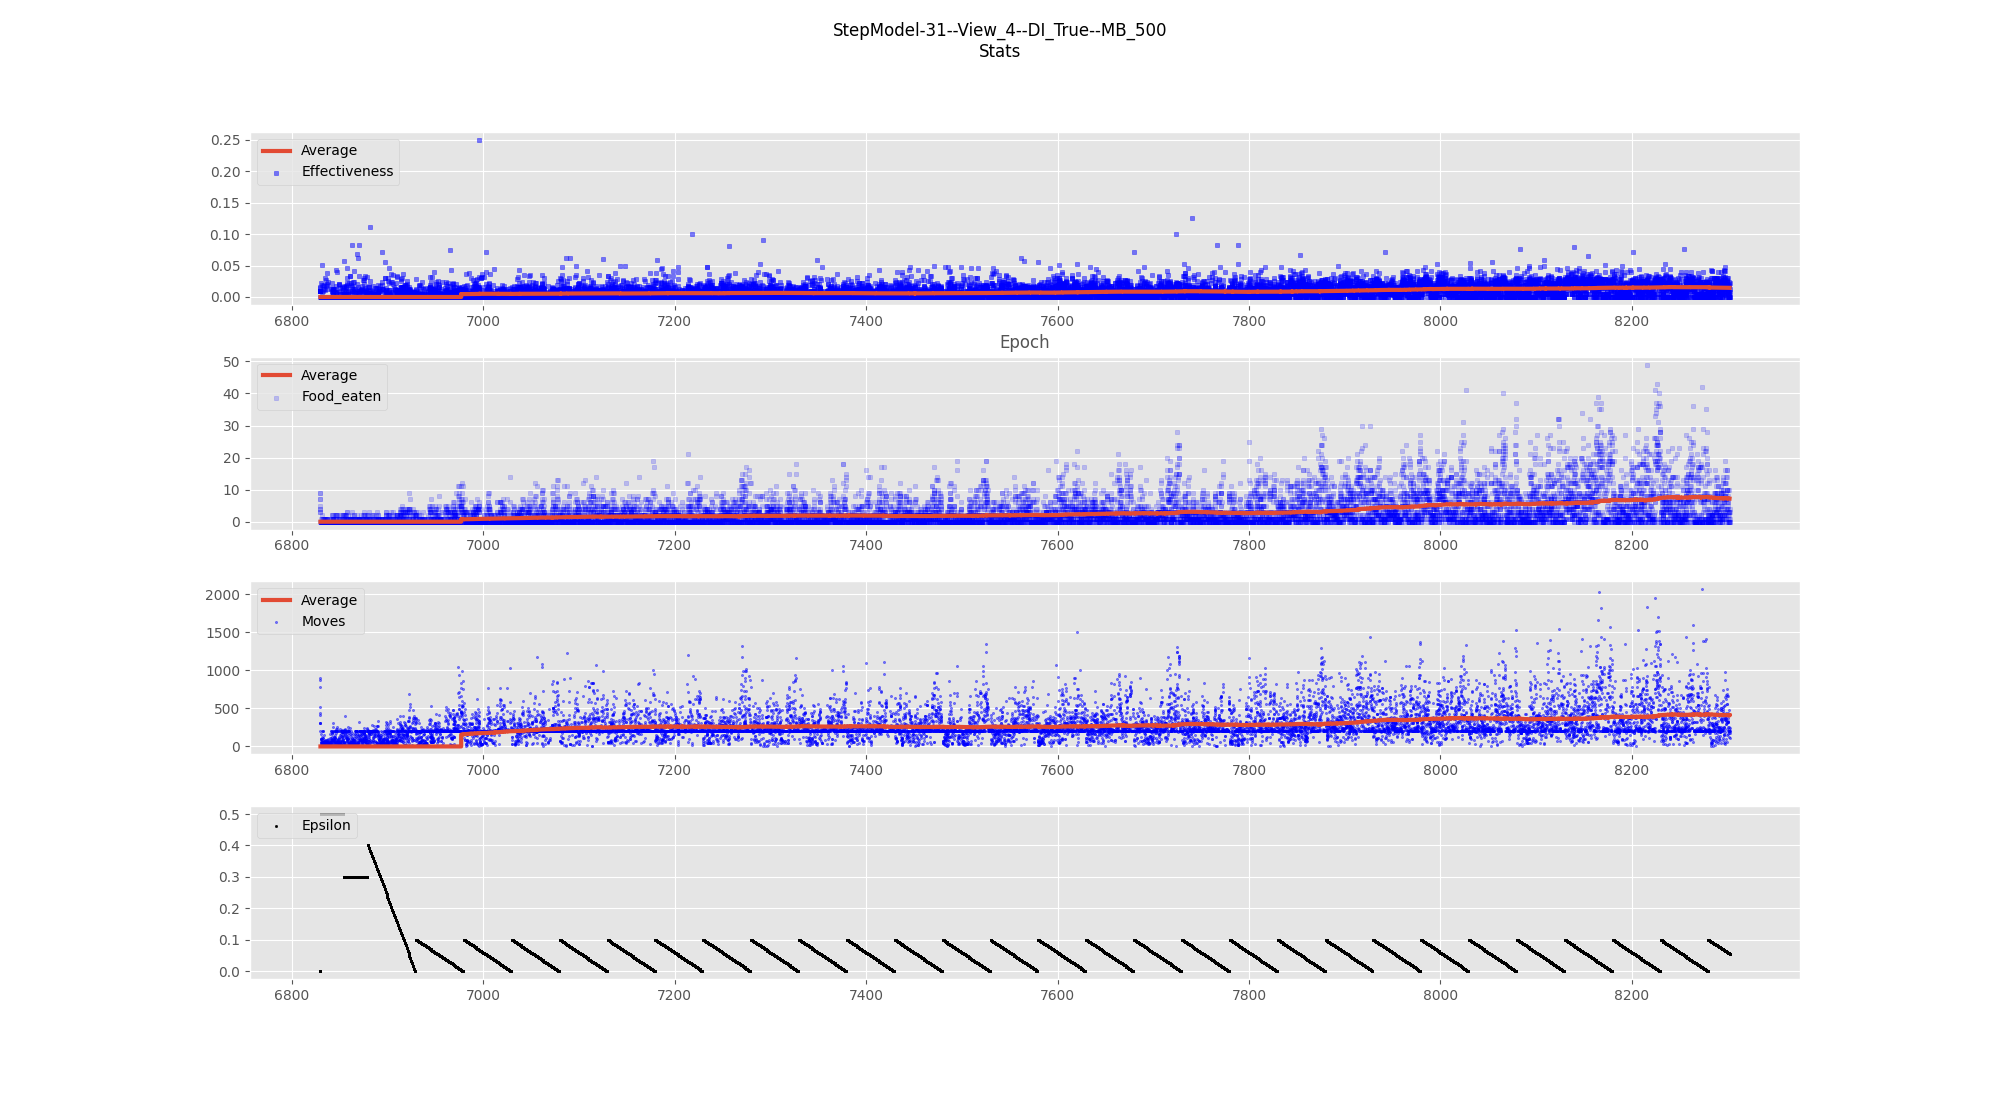 StepModel-31--View_4--DI_True--MB_500
Stats
0.25
0.20
0.15
0.10
0.05
0.00
Average
Effectiveness
6800 7000 7200 7400 7600 7800 8000 8200
Epoch
50
40
30
20
10
0
Average
Food_eaten
6800 7000 7200 7400 7600 7800 8000 8200
2000
1500
1000
500
0
Average
Moves
6800 7000 7200 7400 7600 7800 8000 8200
0.5
0.4
0.3
0.2
0.1
0.0
Epsilon
6800 7000 7200 7400 7600 7800 8000 8200